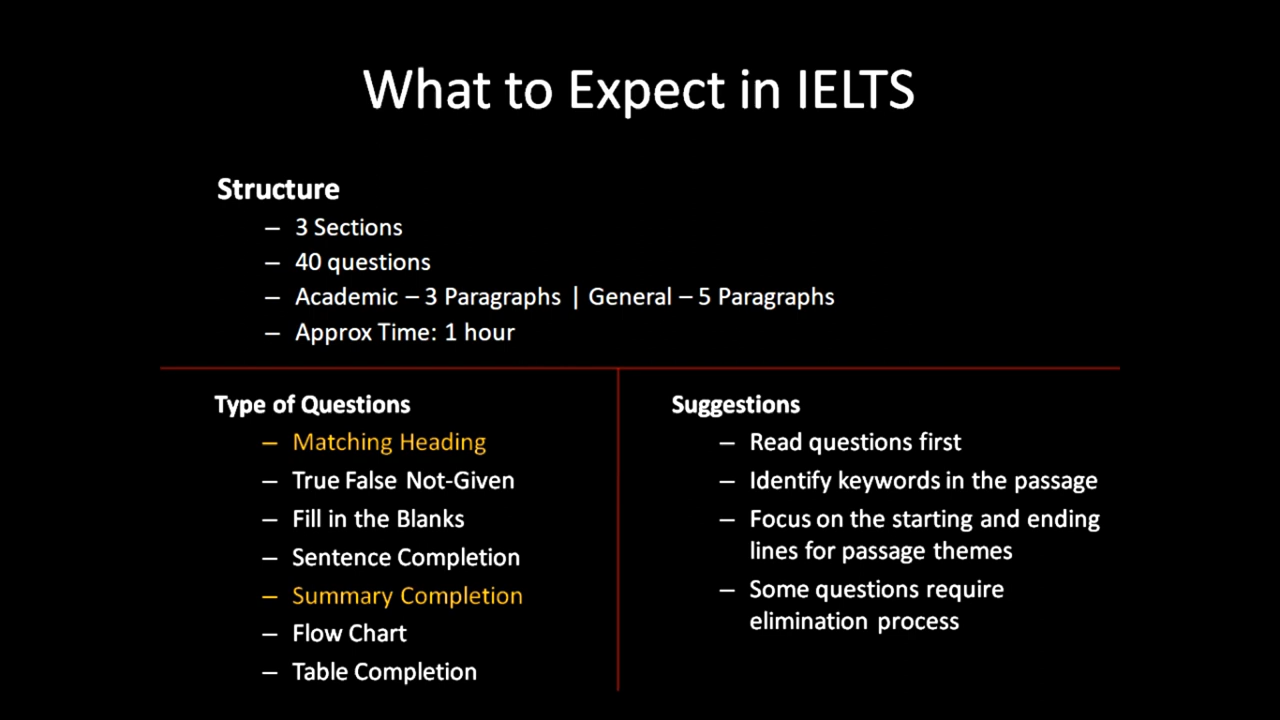 What to Expect in IELTS
Structure
– 3 Sections
– 40 questions
– Academic – 3 Paragraphs | General – 5 Paragraphs
– Approx Time: 1 hour
Type of Questions
– Matching Heading
– True False Not-Given
– Fill in the Blanks
– Sentence Completion
– Summary Completion
– Flow Chart
– Table Completion
Suggestions
– Read questions first
– Identify keywords in the passage
– Focus on the starting and ending
lines for passage themes
– Some questions require
elimination process